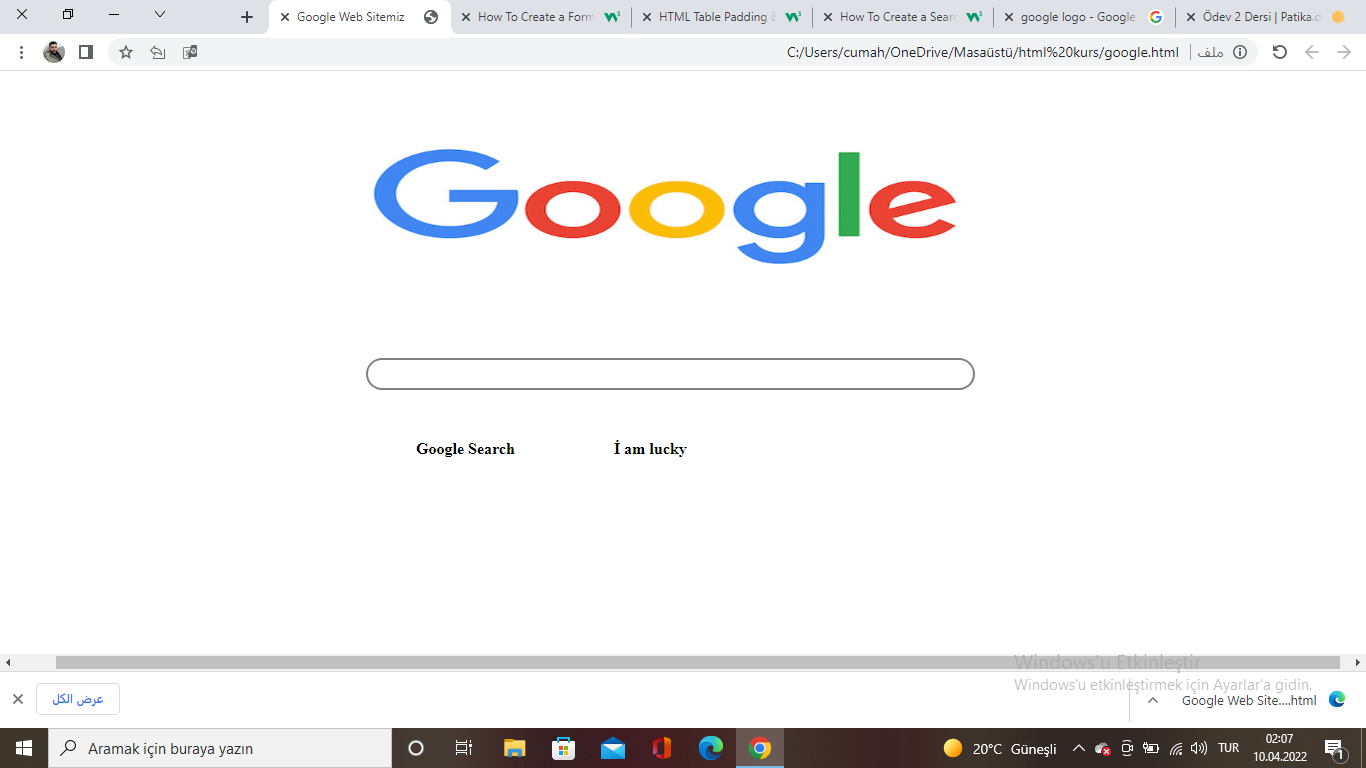 Google Web Sitemiz
How To Create a Form
HTML Table Padding &
How To Create a Sear
google logo - Google
Ödev 2 Dersi | Patika.d
C:/Users/cumah/OneDrive/Masaüstü/html%20kurs/google.html
ملف
Google
Google Search
İ am lucky
Windows'u Etkinleştir
Windows'u etkinleştirmek için Ayarlar'a gidin.
عرض الكل
Google Web Site....html
Aramak için buraya yazın
20°C Güneşli
TUR
02:07
10.04.2022
1